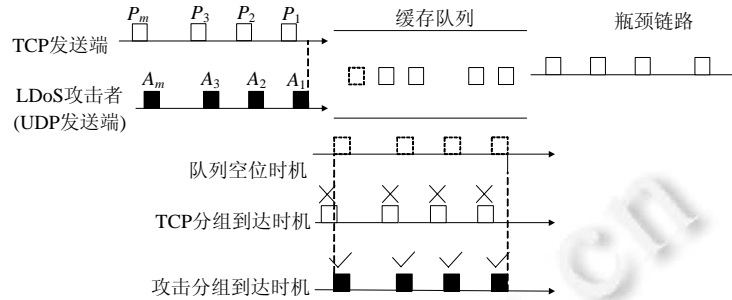 P_m P_3 P_2 P_1
TCP发送端
缓存队列
瓶颈链路
A_m A_3 A_2 A_1
LDoS攻击者
(UDP发送端)
队列空位时机
TCP分组到达时机
攻击分组到达时机
cn